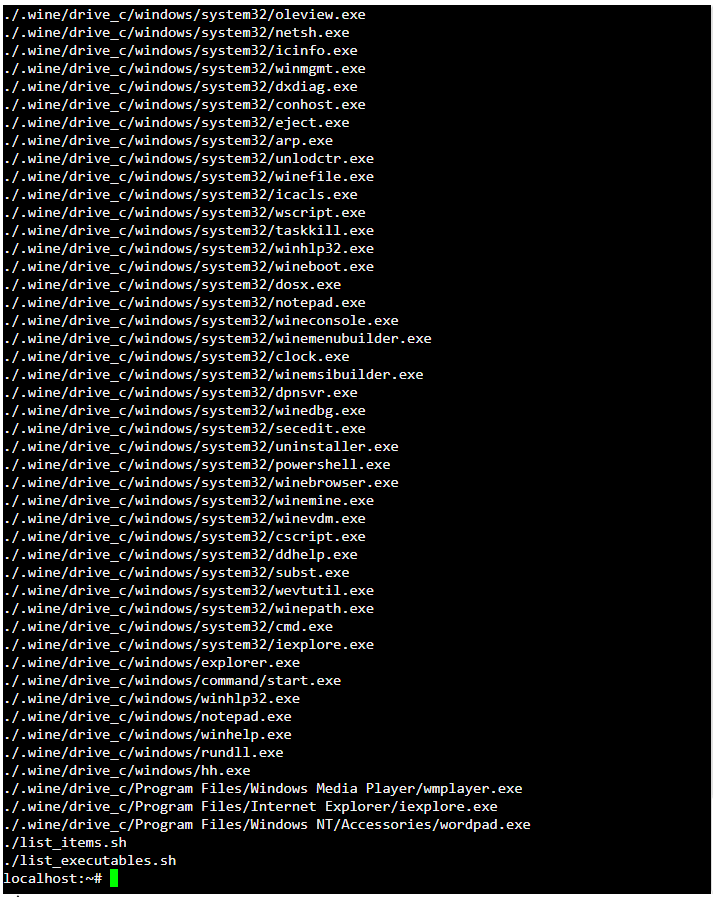 ./.wine/drive_c/windows/system32/oleview.exe
./.wine/drive_c/windows/system32/netsh.exe
./.wine/drive_c/windows/system32/icinfo.exe
./.wine/drive_c/windows/system32/winmgmt.exe
./.wine/drive_c/windows/system32/dxdiag.exe
./.wine/drive_c/windows/system32/conhost.exe
./.wine/drive_c/windows/system32/eject.exe
./.wine/drive_c/windows/system32/arp.exe
./.wine/drive_c/windows/system32/unlodctr.exe
./.wine/drive_c/windows/system32/winefile.exe
./.wine/drive_c/windows/system32/icacls.exe
./.wine/drive_c/windows/system32/wscript.exe
./.wine/drive_c/windows/system32/taskkill.exe
./.wine/drive_c/windows/system32/winhlp32.exe
./.wine/drive_c/windows/system32/wineboot.exe
./.wine/drive_c/windows/system32/dosx.exe
./.wine/drive_c/windows/system32/notepad.exe
./.wine/drive_c/windows/system32/wineconsole.exe
./.wine/drive_c/windows/system32/winemenubuilder.exe
./.wine/drive_c/windows/system32/clock.exe
./.wine/drive_c/windows/system32/winemsibuilder.exe
./.wine/drive_c/windows/system32/dpnsvr.exe
./.wine/drive_c/windows/system32/winedbg.exe
./.wine/drive_c/windows/system32/secedit.exe
./.wine/drive_c/windows/system32/uninstaller.exe
./.wine/drive_c/windows/system32/powershell.exe
./.wine/drive_c/windows/system32/winebrowser.exe
./.wine/drive_c/windows/system32/winemine.exe
./.wine/drive_c/windows/system32/winevdm.exe
./.wine/drive_c/windows/system32/cscript.exe
./.wine/drive_c/windows/system32/ddhelp.exe
./.wine/drive_c/windows/system32/subst.exe
./.wine/drive_c/windows/system32/wevtutil.exe
./.wine/drive_c/windows/system32/winepath.exe
./.wine/drive_c/windows/system32/cmd.exe
./.wine/drive_c/windows/system32/iexplore.exe
./.wine/drive_c/windows/explorer.exe
./.wine/drive_c/windows/command/start.exe
./.wine/drive_c/windows/winhlp32.exe
./.wine/drive_c/windows/notepad.exe
./.wine/drive_c/windows/winhelp.exe
./.wine/drive_c/windows/rundll.exe
./.wine/drive_c/windows/hh.exe
./.wine/drive_c/Program Files/Windows Media Player/wmplayer.exe
./.wine/drive_c/Program Files/Internet Explorer/iexplore.exe
./.wine/drive_c/Program Files/Windows NT/Accessories/wordpad.exe
./list_items.sh
./list_executables.sh
localhost:~#